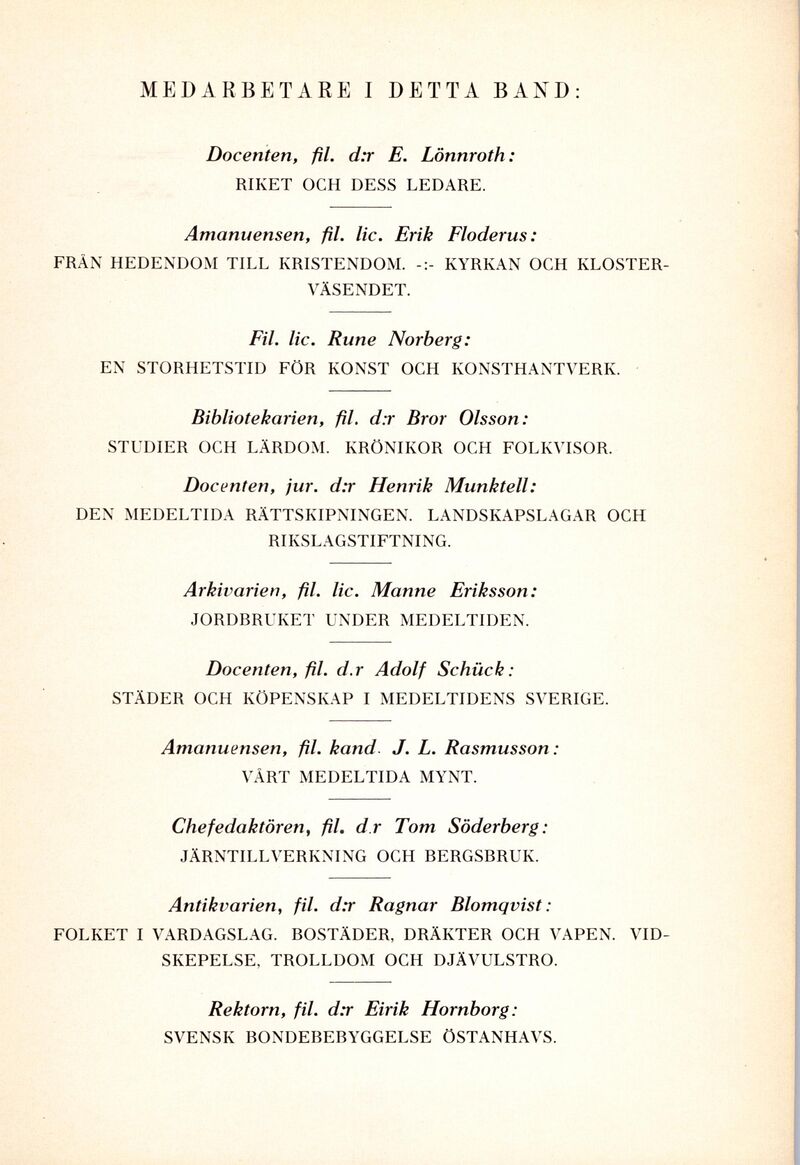 MEDARBETARE I DETTA BAND:
Docenten, fil. d:r E. Lönnroth:
RIKET OCH DESS LEDARE.
Amanuensen, fil. lic. Erik Floderus:
FRÅN HEDENDOM TILL KRISTENDOM. -:- KYRKAN OCH KLOSTER-
VÄSENDET.
Fil. lic. Rune Norberg:
EN STORHETSTID FÖR KONST OCH KONSTHANTVERK.
Bibliotekarien, fil. d:r Bror Olsson:
STUDIER OCH LÄRDOM. KRÖNIKOR OCH FOLKVISOR.
Docenten, jur. d:r Henrik Munktell:
DEN MEDELTIDA RÄTTSKIPNINGEN. LANDSKAPSLAGAR OCH
RIKSLAGSTIFTNING.
Arkivarien, fil. lic. Manne Eriksson:
JORDBRUKET UNDER MEDELTIDEN.
Docenten, fil. d.r Adolf Schück:
STÄDER OCH KÖPENSKAP I MEDELTIDENS SVERIGE.
Amanuensen, fil. kand. J. L. Rasmusson:
VÅRT MEDELTIDA MYNT.
Chefedaktören, fil. d.r Tom Söderberg:
JÄRNTILLVERKNING OCH BERGSBRUK.
Antikvarien, fil. d:r Ragnar Blomqvist:
FOLKET I VARDAGSLAG. BOSTÄDER, DRÄKTER OCH VAPEN. VID-
SKEPELSE, TROLLDOM OCH DJÄVULSTRO.
Rektorn, fil. d:r Eirik Hornborg:
SVENSK BONDEBEBYGGELSE ÖSTANHAVS.